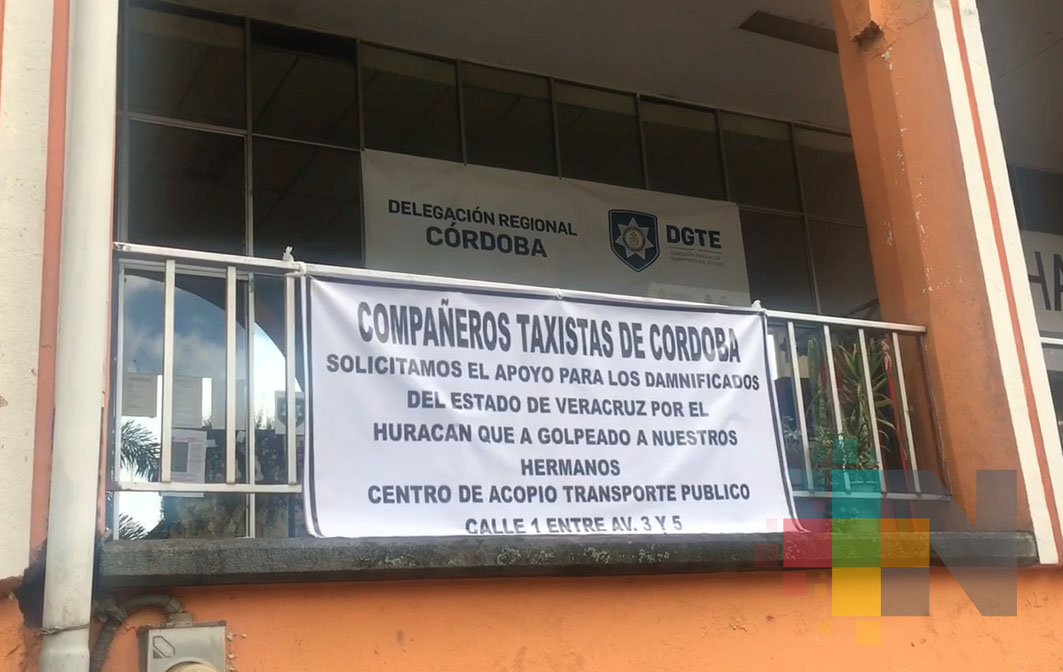 DELEGACIÓN REGIONAL
CÓRDOBA
DGTE
COMPAÑEROS TAXISTAS DE CORDOBA
SOLICITAMOS EL APOYO PARA LOS DAMNIFICADOS
DEL ESTADO DE VERACRUZ POR EL
HURACAN QUE A GOLPEADO A NUESTROS
HERMANOS
CENTRO DE ACOPIO TRANSPORTE PUBLICO
CALLE 1 ENTRE AV. 3 Y 5
HA
N